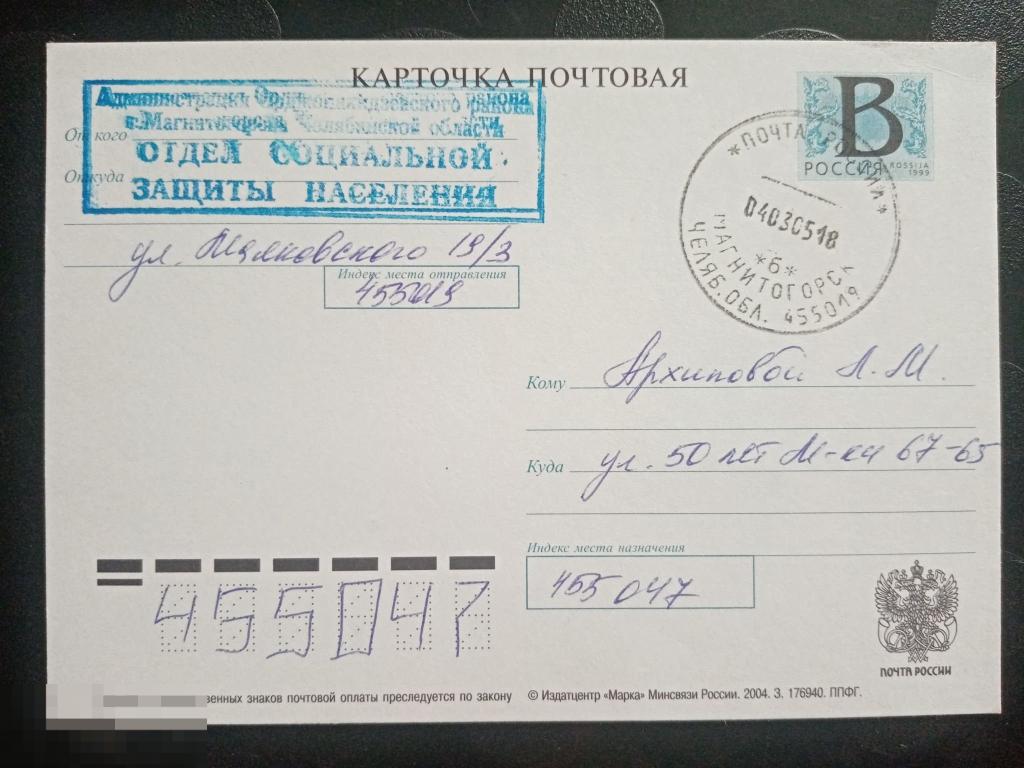 КАРТОЧКА ПОЧТОВАЯ
Администрация Орджоникидзевского района
г. Магнитогорска Челябинской области
ОТДЕЛ СОЦИАЛЬНОЙ
ЗАЩИТЫ НАСЕЛЕНИЯ
От кого
Откуда
ул. Маяковского 19/3
Индекс места отправления
455019
В
РОССИЯ ROSSIJA
1999
*ПОЧТА РОССИИ*
04030518
*6*
МАГНИТОГОРСК
ЧЕЛЯБ. ОБЛ. 455019
Кому Архиповой Л. М.
Куда ул. 50 лет М-ки 67-65
Индекс места назначения
455047
455047
ПОЧТА РОССИИ
венных знаков почтовой оплаты преследуется по закону
© Издатцентр «Марка» Минсвязи России. 2004. З. 176940. ППФГ.